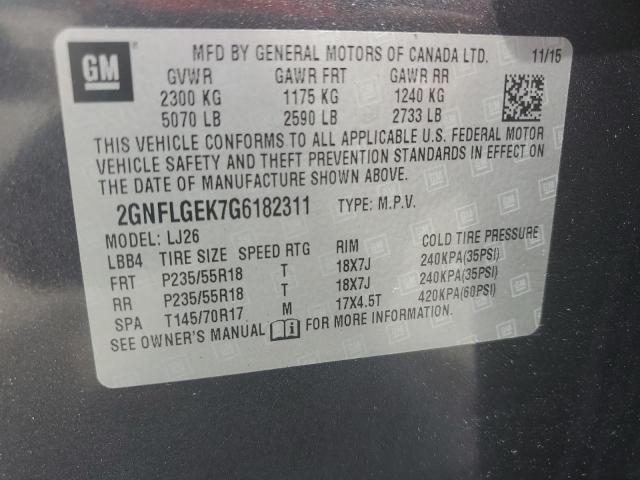 GM
MFD BY GENERAL MOTORS OF CANADA LTD. 11/15
GVWR GAWR FRT GAWR RR
2300 KG 1175 KG 1240 KG
5070 LB 2590 LB 2733 LB
THIS VEHICLE CONFORMS TO ALL APPLICABLE U.S. FEDERAL MOTOR
VEHICLE SAFETY AND THEFT PREVENTION STANDARDS IN EFFECT ON
THE DATE OF MANUFACTURE SHOWN ABOVE.
2GNFLGEK7G6182311 TYPE: M.P.V.
MODEL: LJ26
LBB4 TIRE SIZE SPEED RTG RIM COLD TIRE PRESSURE
FRT P235/55R18 T 18X7J 240KPA(35PSI)
RR P235/55R18 T 18X7J 240KPA(35PSI)
SPA T145/70R17 M 17X4.5T 420KPA(60PSI)
SEE OWNER'S MANUAL FOR MORE INFORMATION.